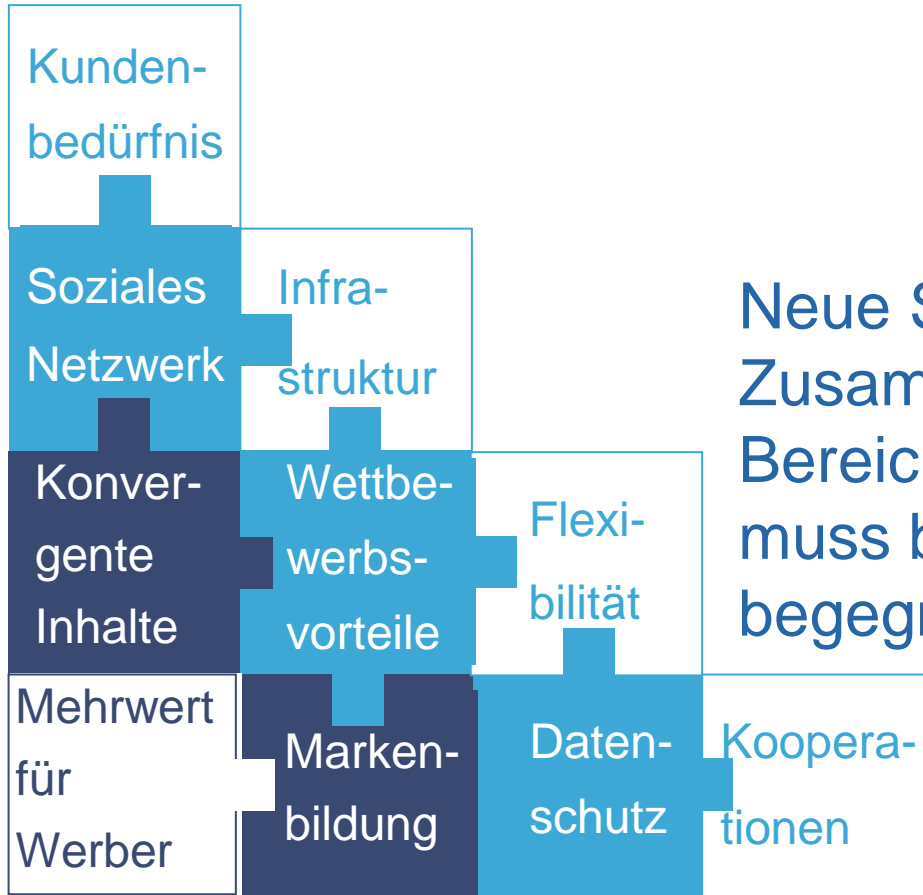 Kunden-
bedürfnis
Soziales
Netzwerk
Infra-
struktur
Konver-
gente
Inhalte
Wettbe-
werbs-
vorteile
Flexi-
bilität
Mehrwert
für
Werber
Marken-
bildung
Daten-
schutz
Koopera-
tionen
Neue
Zusam
Bereic
muss